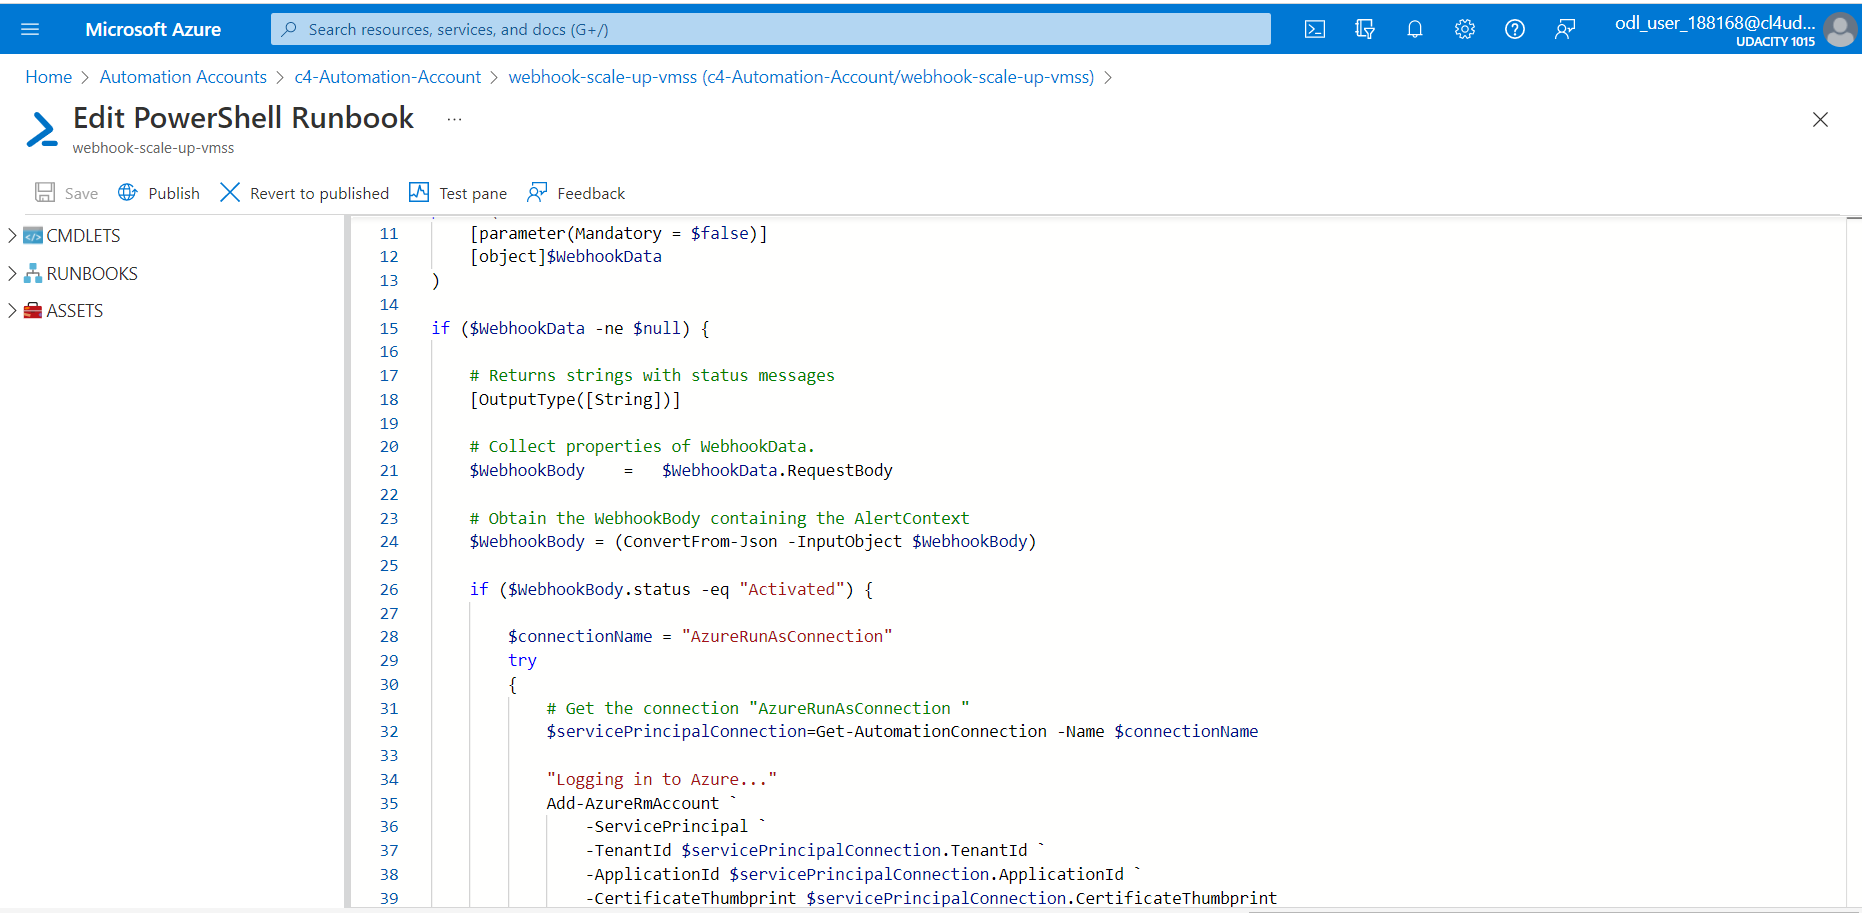 Microsoft Azure
Search resources, services, and docs (G+/)
odl_user_188168@cl4ud...
UDACITY 1015
Home > Automation Accounts > c4-Automation-Account > webhook-scale-up-vmss (c4-Automation-Account/webhook-scale-up-vmss) >
Edit PowerShell Runbook ...
webhook-scale-up-vmss
Save Publish Revert to published Test pane Feedback
CMDLETS
RUNBOOKS
ASSETS
11 [parameter(Mandatory = $false)]
12 [object]$WebhookData
13 )
14
15 if ($WebhookData -ne $null) {
16
17 # Returns strings with status messages
18 [OutputType([String])]
19
20 # Collect properties of WebhookData.
21 $WebhookBody = $WebhookData.RequestBody
22
23 # Obtain the WebhookBody containing the AlertContext
24 $WebhookBody = (ConvertFrom-Json -InputObject $WebhookBody)
25
26 if ($WebhookBody.status -eq "Activated") {
27
28 $connectionName = "AzureRunAsConnection"
29 try
30 {
31 # Get the connection "AzureRunAsConnection "
32 $servicePrincipalConnection=Get-AutomationConnection -Name $connectionName
33
34 "Logging in to Azure..."
35 Add-AzureRmAccount `
36 -ServicePrincipal `
37 -TenantId $servicePrincipalConnection.TenantId `
38 -ApplicationId $servicePrincipalConnection.ApplicationId `
39 -CertificateThumbprint $servicePrincipalConnection.CertificateThumbprint